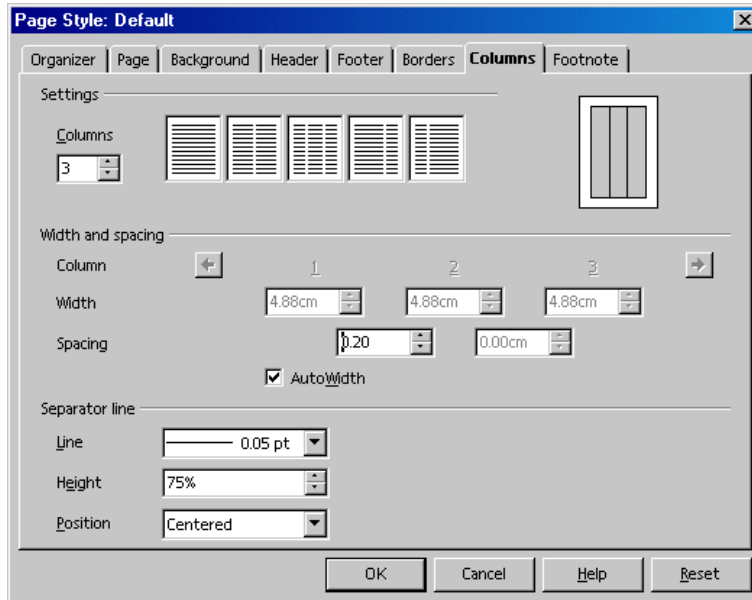 Page Style: Default
Organizer Page Background Header Footer Borders Columns Footnote
Settings
Columns
3
Width and spacing
Column 1 2 3
Width 4.88cm 4.88cm 4.88cm
Spacing 0.20 0.00cm
AutoWidth
Separator line
Line 0.05 pt
Height 75%
Position Centered
OK Cancel Help Reset